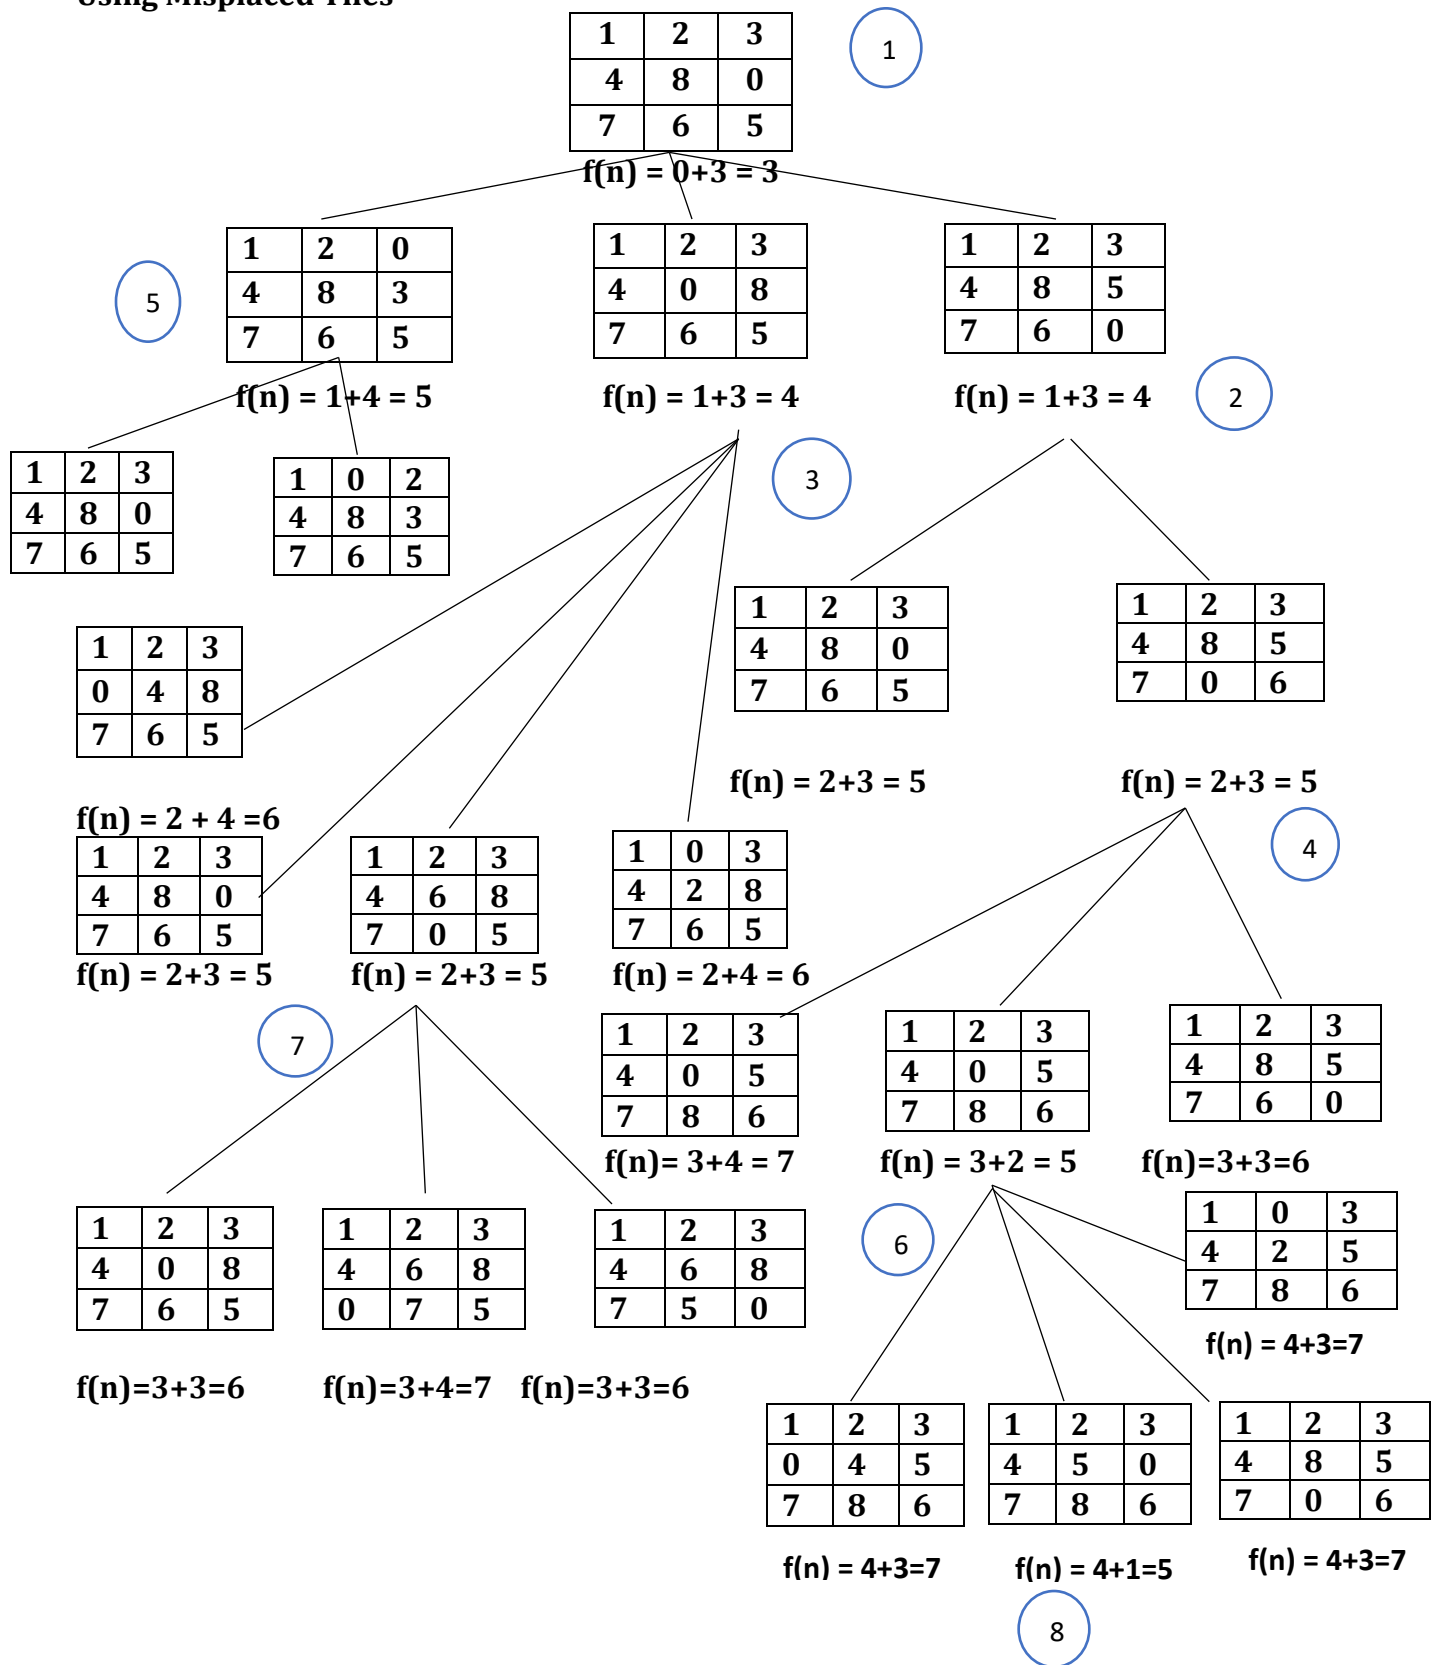 Using Misplaced Tiles
1 2 3
4 8 0
7 6 5
1
f(n) = 0+3 = 3
1 2 0
4 8 3
7 6 5
5
f(n) = 1+4 = 5
1 2 3
4 0 8
7 6 5
f(n) = 1+3 = 4
1 2 3
4 8 5
7 6 0
f(n) = 1+3 = 4
2
3
1 2 3
4 8 0
7 6 5
1 0 2
4 8 3
7 6 5
1 2 3
0 4 8
7 6 5
f(n) = 2 + 4 =6
1 2 3
4 8 0
7 6 5
f(n) = 2+3 = 5
1 2 3
4 8 5
7 0 6
f(n) = 2+3 = 5
4
1 2 3
4 8 0
7 6 5
f(n) = 2+3 = 5
1 2 3
4 6 8
7 0 5
f(n) = 2+3 = 5
1 0 3
4 2 8
7 6 5
f(n) = 2+4 = 6
7
1 2 3
4 0 5
7 8 6
f(n)= 3+4 = 7
1 2 3
4 0 5
7 8 6
f(n) = 3+2 = 5
1 2 3
4 8 5
7 6 0
f(n)=3+3=6
6
1 2 3
4 0 8
7 6 5
f(n)=3+3=6
1 2 3
4 6 8
0 7 5
f(n)=3+4=7
1 2 3
4 6 8
7 5 0
f(n)=3+3=6
1 0 3
4 2 5
7 8 6
f(n) = 4+3=7
1 2 3
0 4 5
7 8 6
f(n) = 4+3=7
1 2 3
4 5 0
7 8 6
f(n) = 4+1=5
1 2 3
4 8 5
7 0 6
f(n) = 4+3=7
8